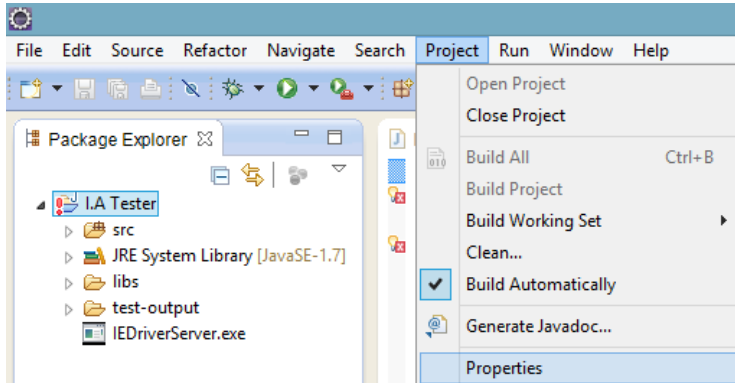 File Edit Source Refactor Navigate Search Project Run Window Help
Open Project
Close Project
Build All Ctrl+B
Build Project
Build Working Set
Clean...
Build Automatically
Generate Javadoc...
Properties
Package Explorer
I.A Tester
src
JRE System Library [JavaSE-1.7]
libs
test-output
IEDriverServer.exe